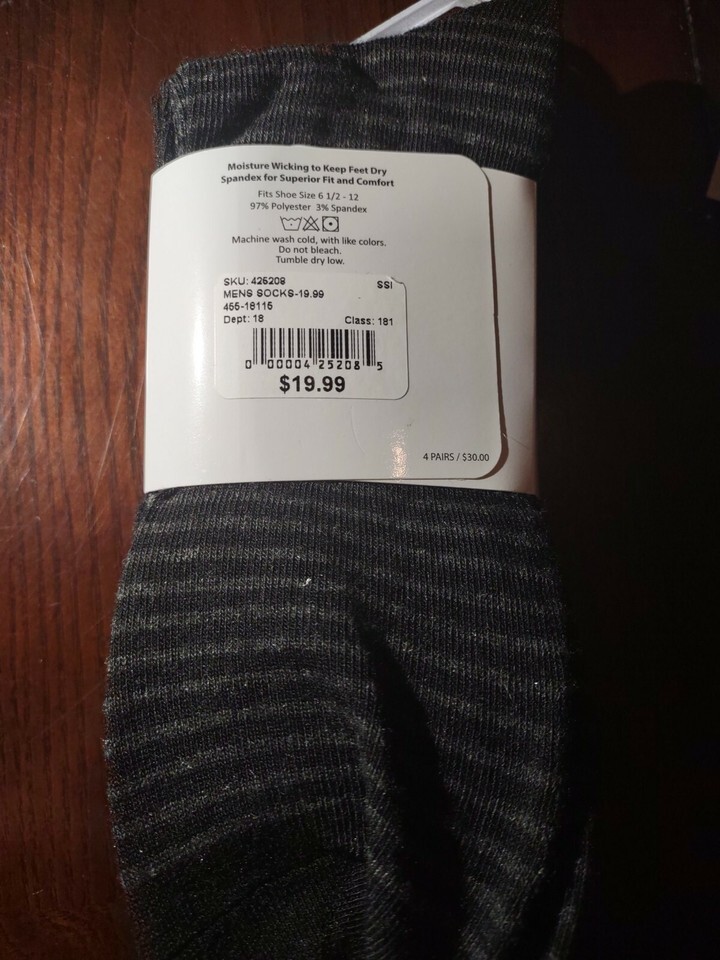 Moisture Wicking to Keep Feet Dry
Spandex for Superior Fit and Comfort
Fits Shoe Size 6 1/2 - 12
97% Polyester 3% Spandex
Machine wash cold, with like colors.
Do not bleach.
Tumble dry low.
SKU: 425208 SSI
MENS SOCKS-19.99
455-18115
Dept: 18 Class: 181
0 00004 25208 5
$19.99
4 PAIRS / $30.00